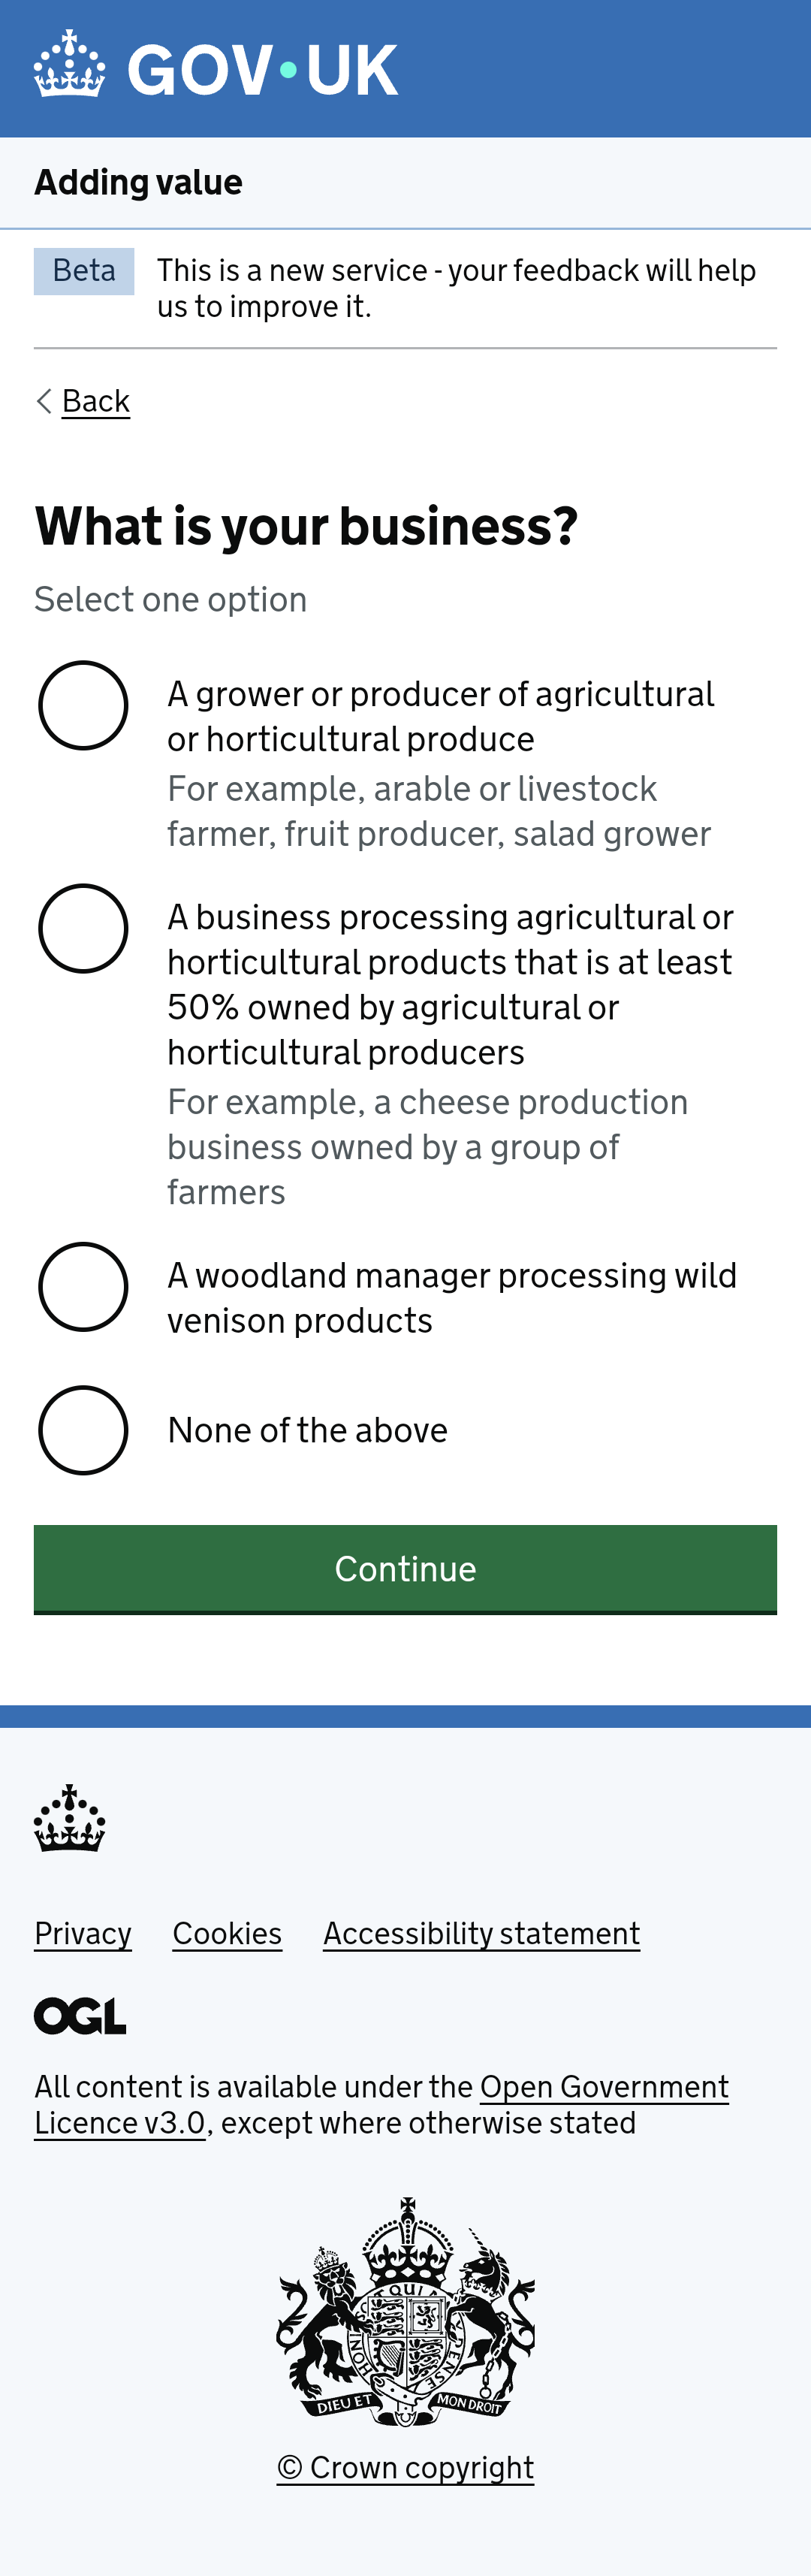 GOV•UK
Adding value
Beta
This is a new service - your feedback will help
us to improve it.
Back
What is your business?
Select one option
A grower or producer of agricultural
or horticultural produce
For example, arable or livestock
farmer, fruit producer, salad grower
A business processing agricultural or
horticultural products that is at least
50% owned by agricultural or
horticultural producers
For example, a cheese production
business owned by a group of
farmers
A woodland manager processing wild
venison products
None of the above
Continue
Privacy Cookies Accessibility statement
OGL
All content is available under the Open Government
Licence v3.0, except where otherwise stated
DIEU ET MON DROIT
© Crown copyright